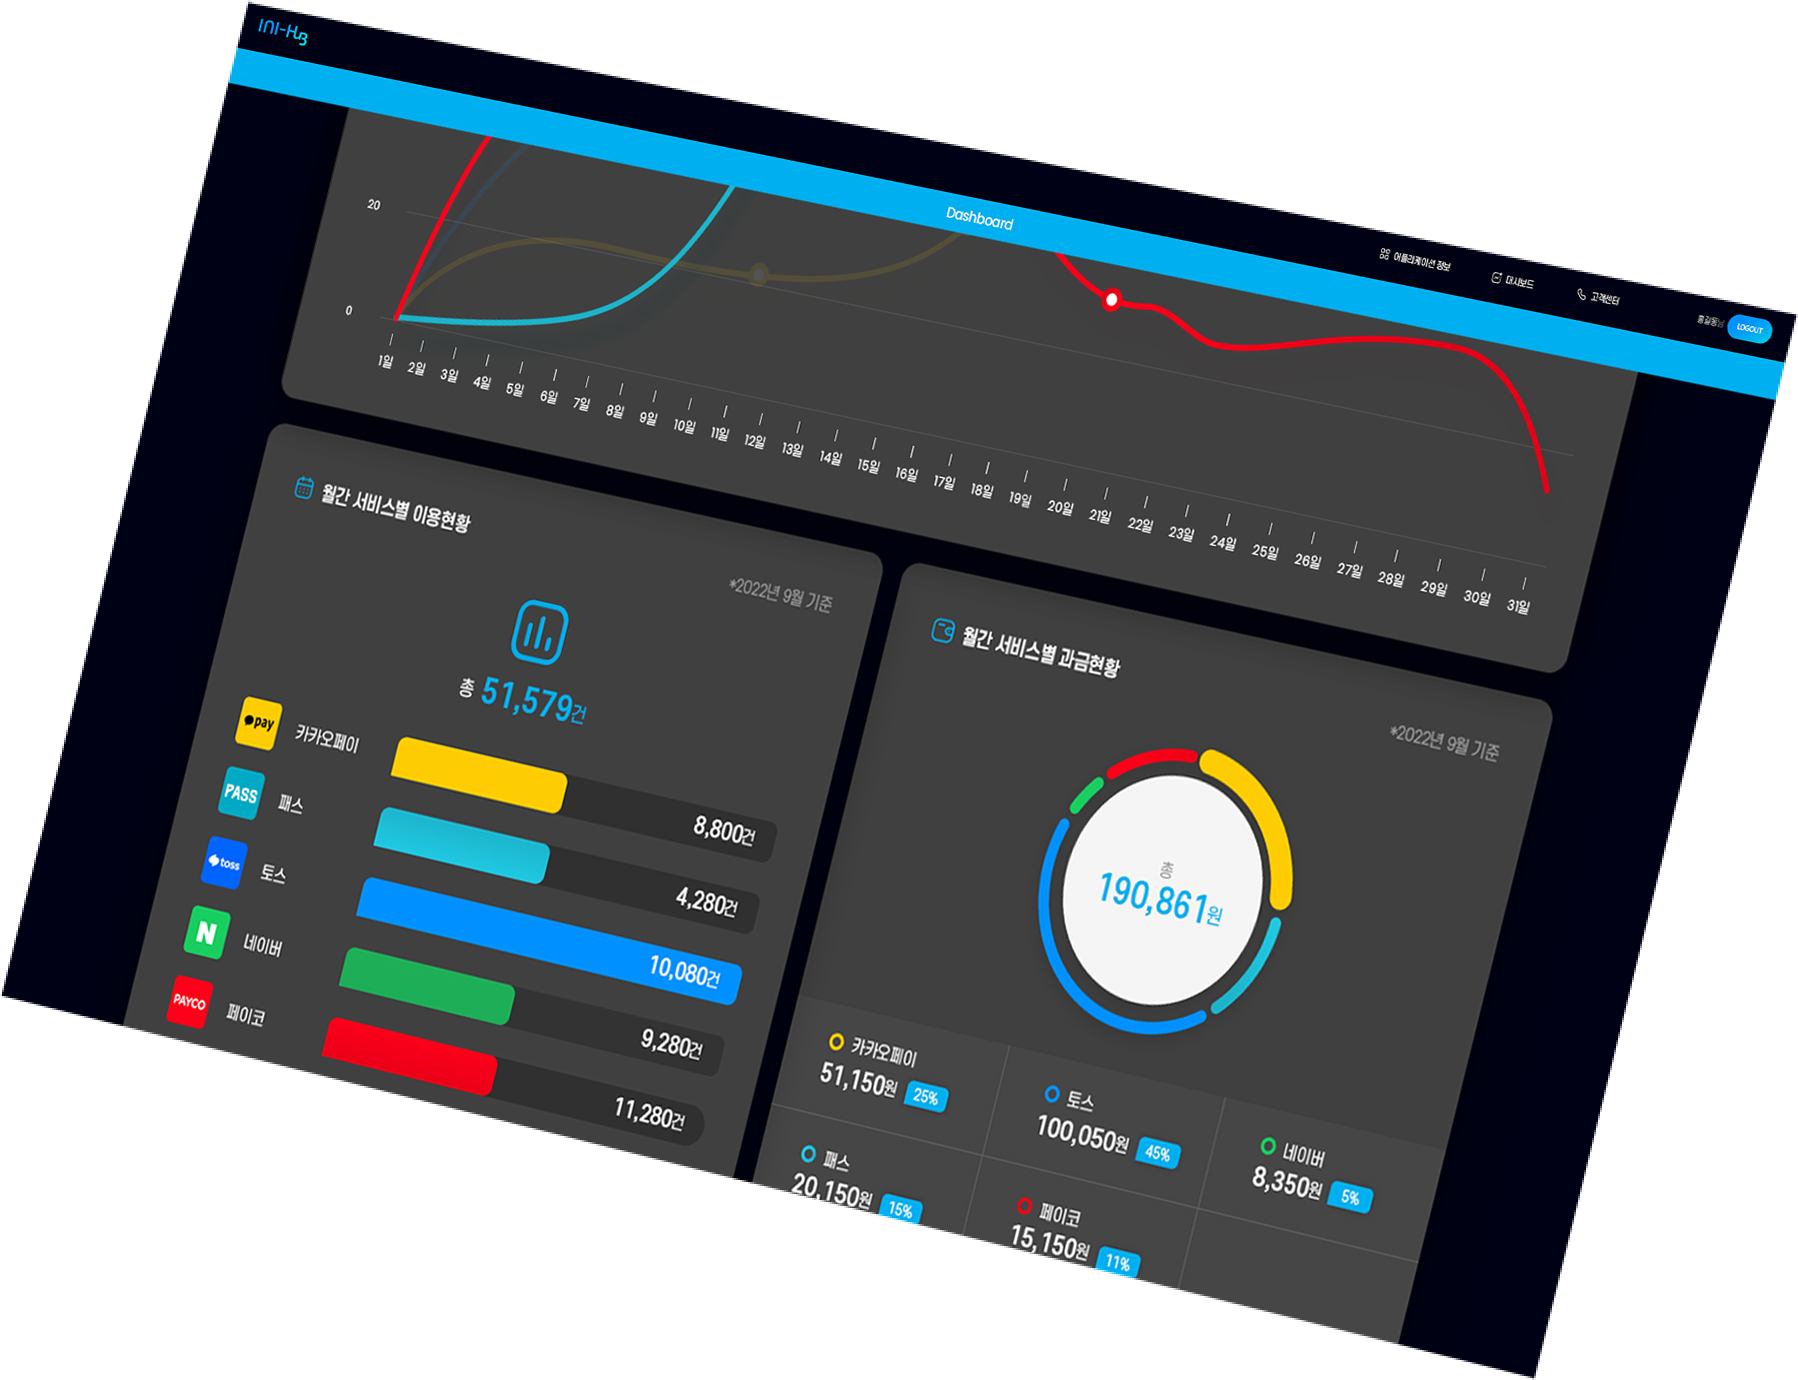 INI-HUB
Dashboard
어플리케이션 정보
대시보드
고객센터
홍길동님
LOGOUT
20
0
1일 2일 3일 4일 5일 6일 7일 8일 9일 10일 11일 12일 13일 14일 15일 16일 17일 18일 19일 20일 21일 22일 23일 24일 25일 26일 27일 28일 29일 30일 31일
월간 서비스별 이용현황
*2022년 9월 기준
총 51,579건
pay 카카오페이 8,800건
PASS 패스 4,280건
toss 토스 10,080건
N 네이버 9,280건
PAYCO 페이코 11,280건
월간 서비스별 과금현황
*2022년 9월 기준
총
190,861원
카카오페이
51,150원 25%
토스
100,050원 45%
네이버
8,350원 5%
패스
20,150원 15%
페이코
15,150원 11%